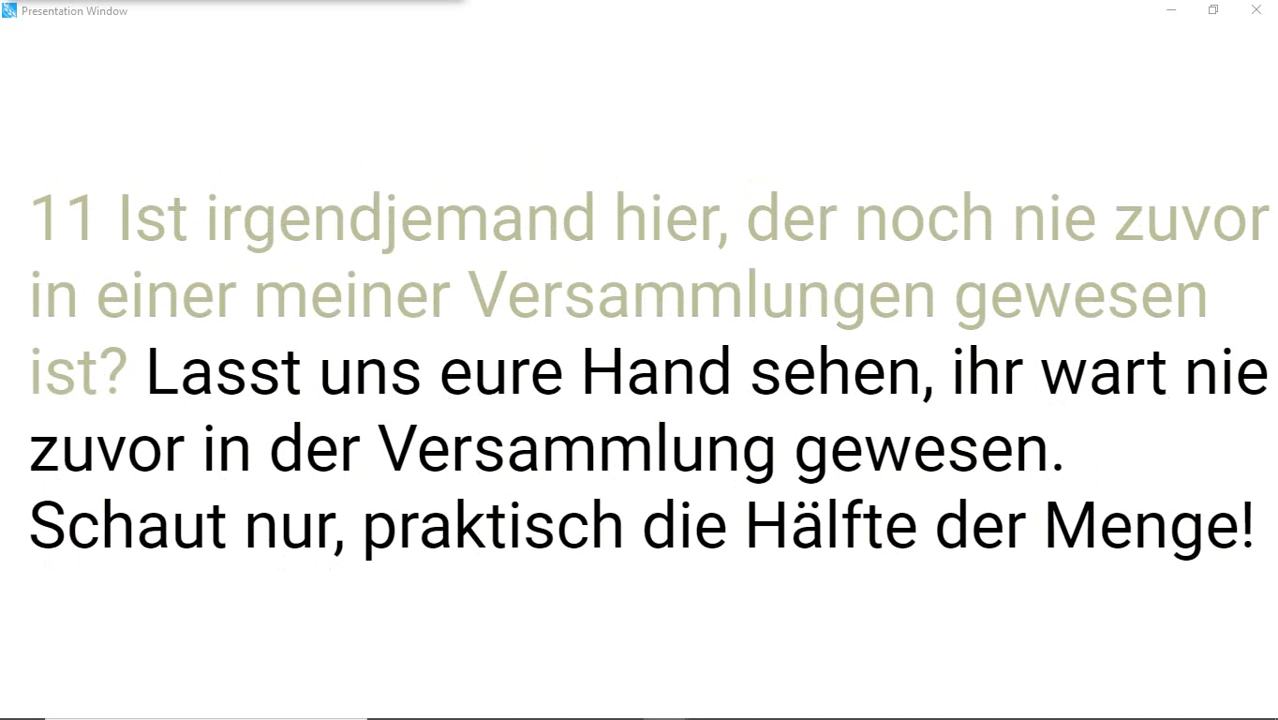 Presentation Window
11 Ist irgendjemand hier, der noch nie zuvor
in einer meiner Versammlungen gewesen
ist? Lasst uns eure Hand sehen, ihr wart nie
zuvor in der Versammlung gewesen.
Schaut nur, praktisch die Hälfte der Menge!